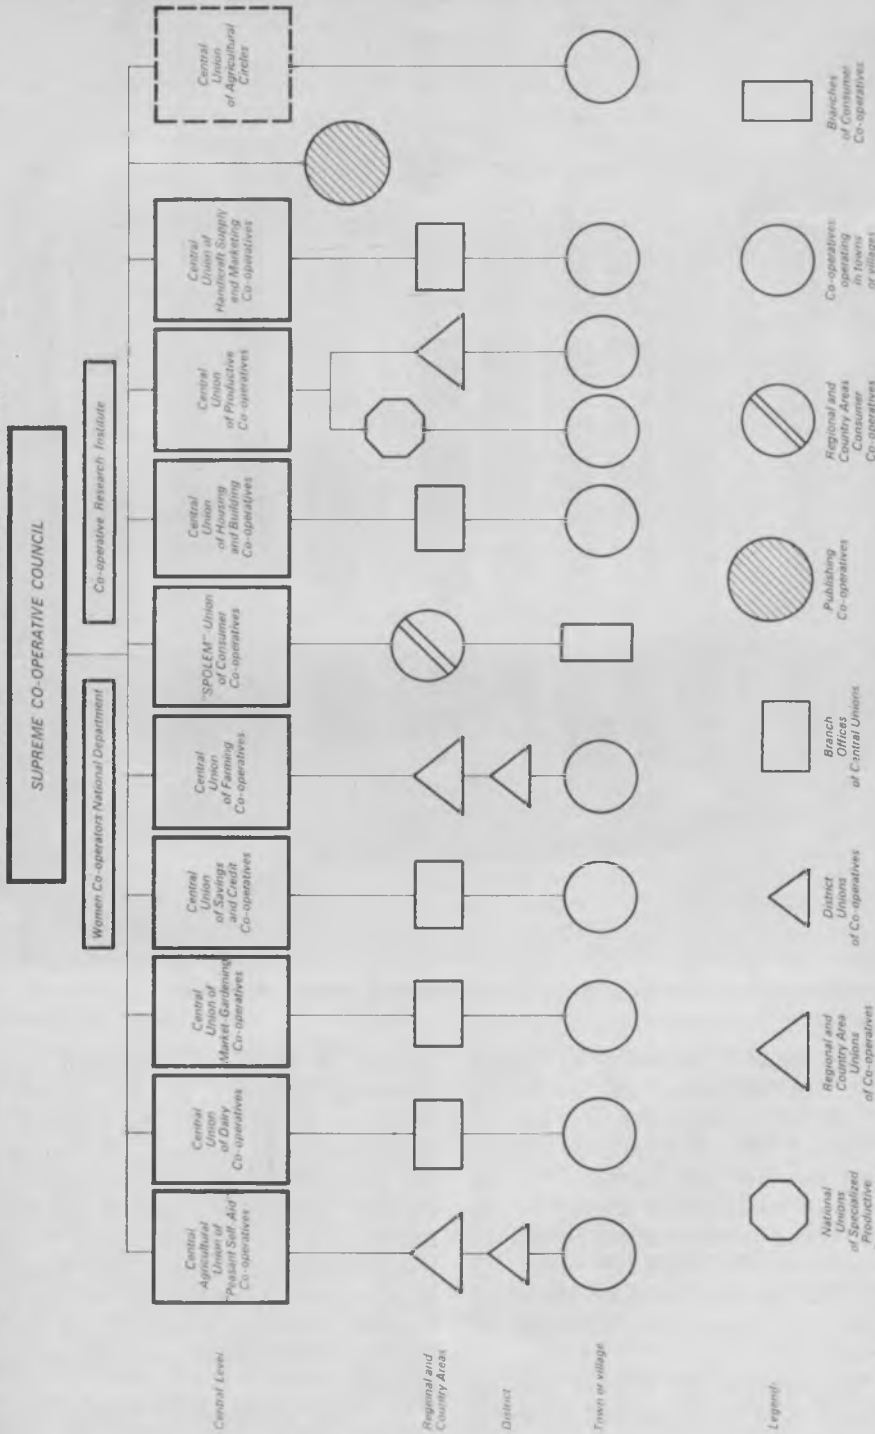 SUPREME CO-OPERATIVE COUNCIL
Women Co-operators National Department
Co-operative Research Institute
Central Level
Central
Agricultural
Union of
"Peasant Self-Aid"
Co-operatives
Central
Union
of Dairy
Co-operatives
Central
Union of
Market-Gardening
Co-operatives
Central
Union
of Savings
and Credit
Co-operatives
Central
Union
of Farming
Co-operatives
"SPOLEM"-Union
of Consumer
Co-operatives
Central
Union
of Housing
and Building
Co-operatives
Central
Union
of Productive
Co-operatives
Central
Union of
Handicraft Supply
and Marketing
Co-operatives
Central
Union
of Agricultural
Circles
Regional and
Country Areas
District
Town or village
Legend:
National
Unions
of Specialized
Productive
Regional and
Country Area
Unions
of Co-operatives
District
Unions
of Co-operatives
Branch
Offices
of Central Unions
Publishing
Co-operatives
Regional and
Country Areas
Consumer
Co-operatives
Co-operatives
operating
in towns
or villages
Branches
of Consumer
Co-operatives